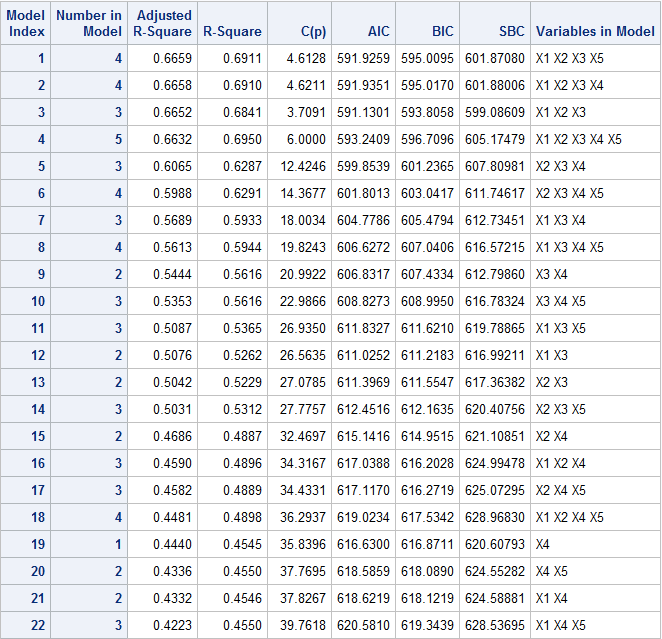 Model Index Number in Model Adjusted R-Square R-Square C(p) AIC BIC SBC Variables in Model
1 4 0.6659 0.6911 4.6128 591.9259 595.0095 601.87080 X1 X2 X3 X5
2 4 0.6658 0.6910 4.6211 591.9351 595.0170 601.88006 X1 X2 X3 X4
3 3 0.6652 0.6841 3.7091 591.1301 593.8058 599.08609 X1 X2 X3
4 5 0.6632 0.6950 6.0000 593.2409 596.7096 605.17479 X1 X2 X3 X4 X5
5 3 0.6065 0.6287 12.4246 599.8539 601.2365 607.80981 X2 X3 X4
6 4 0.5988 0.6291 14.3677 601.8013 603.0417 611.74617 X2 X3 X4 X5
7 3 0.5689 0.5933 18.0034 604.7786 605.4794 612.73451 X1 X3 X4
8 4 0.5613 0.5944 19.8243 606.6272 607.0406 616.57215 X1 X3 X4 X5
9 2 0.5444 0.5616 20.9922 606.8317 607.4334 612.79860 X3 X4
10 3 0.5353 0.5616 22.9866 608.8273 608.9950 616.78324 X3 X4 X5
11 3 0.5087 0.5365 26.9350 611.8327 611.6210 619.78865 X1 X3 X5
12 2 0.5076 0.5262 26.5635 611.0252 611.2183 616.99211 X1 X3
13 2 0.5042 0.5229 27.0785 611.3969 611.5547 617.36382 X2 X3
14 3 0.5031 0.5312 27.7757 612.4516 612.1635 620.40756 X2 X3 X5
15 2 0.4686 0.4887 32.4697 615.1416 614.9515 621.10851 X2 X4
16 3 0.4590 0.4896 34.3167 617.0388 616.2028 624.99478 X1 X2 X4
17 3 0.4582 0.4889 34.4331 617.1170 616.2719 625.07295 X2 X4 X5
18 4 0.4481 0.4898 36.2937 619.0234 617.5342 628.96830 X1 X2 X4 X5
19 1 0.4440 0.4545 35.8396 616.6300 616.8711 620.60793 X4
20 2 0.4336 0.4550 37.7695 618.5859 618.0890 624.55282 X4 X5
21 2 0.4332 0.4546 37.8267 618.6219 618.1219 624.58881 X1 X4
22 3 0.4223 0.4550 39.7618 620.5810 619.3439 628.53695 X1 X4 X5